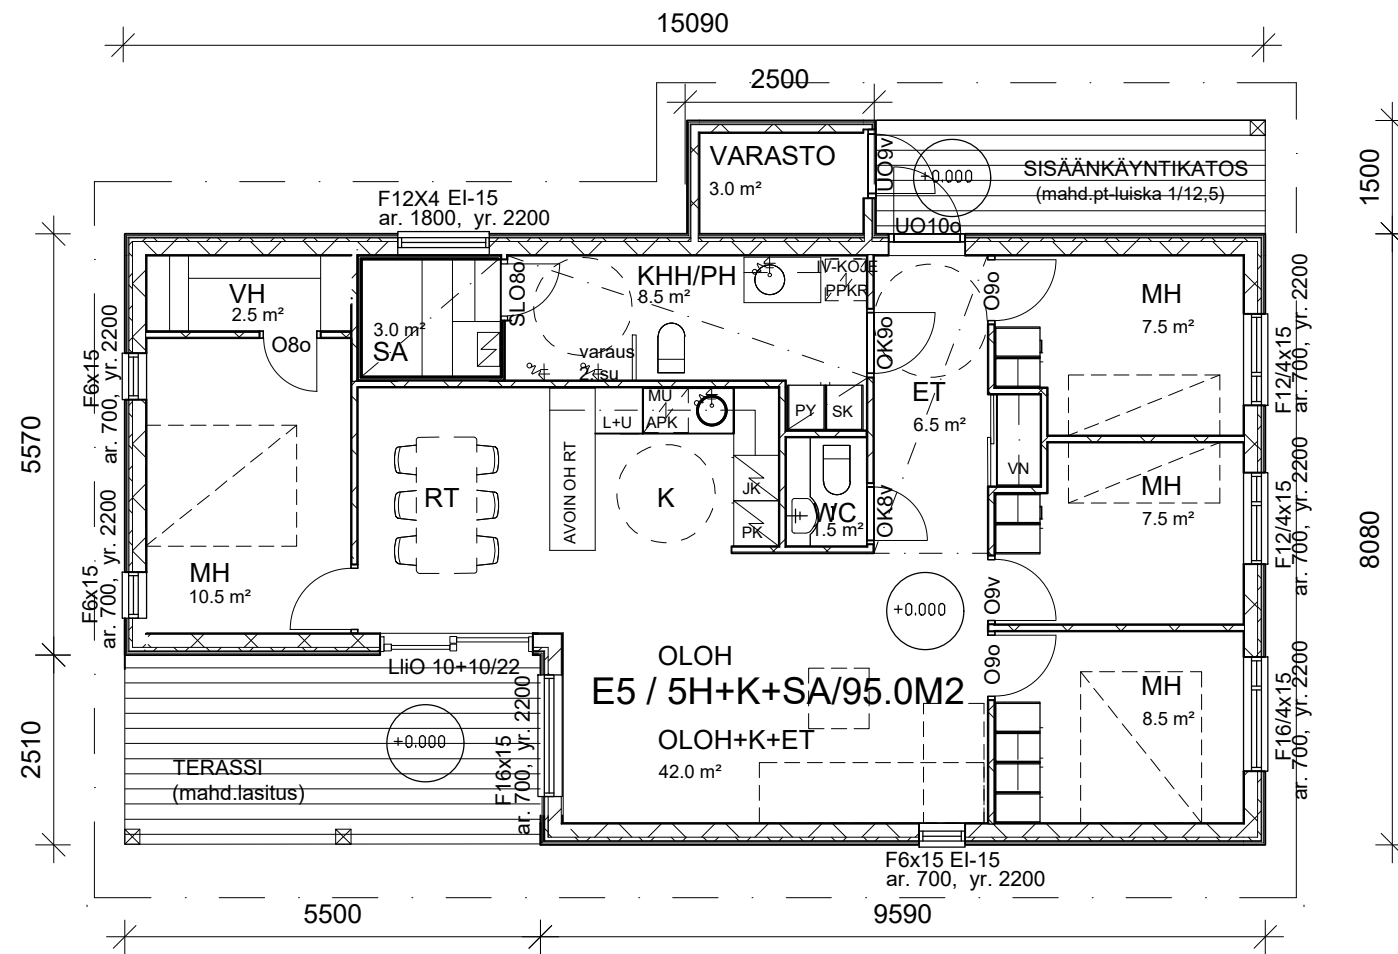 15090
2500
VARASTO
3.0 m²
UO9v
+0.000
SISÄÄNKÄYNTIKATOS
(mahd.pt-luiska 1/12,5)
1500
F12X4 EI-15
ar. 1800, yr. 2200
UO10o
VH
2.5 m²
O8o
3.0 m²
SA
SLO8o
KHH/PH
8.5 m²
IV-KOJE
PPKR
varaus
2. su
OK9o
O9o
MH
7.5 m²
F12/4x15
ar. 700, yr. 2200
F6x15
ar. 700, yr. 2200
ET
6.5 m²
PY
SK
MU
APK
L+U
AVOIN OH RT
RT
K
JK
PK
WC
1.5 m²
OK8v
VN
MH
7.5 m²
F12/4x15
ar. 700, yr. 2200
5570
8080
F6x15
ar. 700, yr. 2200
MH
10.5 m²
+0.000
O9v
O9o
LIiO 10+10/22
OLOH
E5 / 5H+K+SA/95.0M2
OLOH+K+ET
42.0 m²
MH
8.5 m²
F16/4x15
ar. 700, yr. 2200
2510
+0.000
TERASSI
(mahd.lasitus)
F16x15
ar. 700, yr. 2200
F6x15 EI-15
ar. 700, yr. 2200
5500
9590